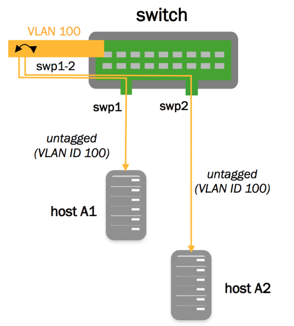 switch
VLAN 100
swp1-2
swp1
swp2
untagged
(VLAN ID 100)
untagged
(VLAN ID 100)
host A1
host A2